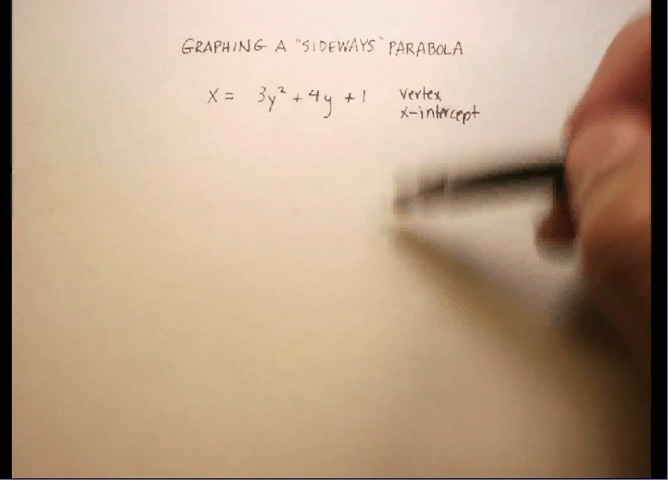 GRAPHING A "SIDEWAYS" PARABOLA
x = 3y² + 4y + 1
vertex
x-intercept